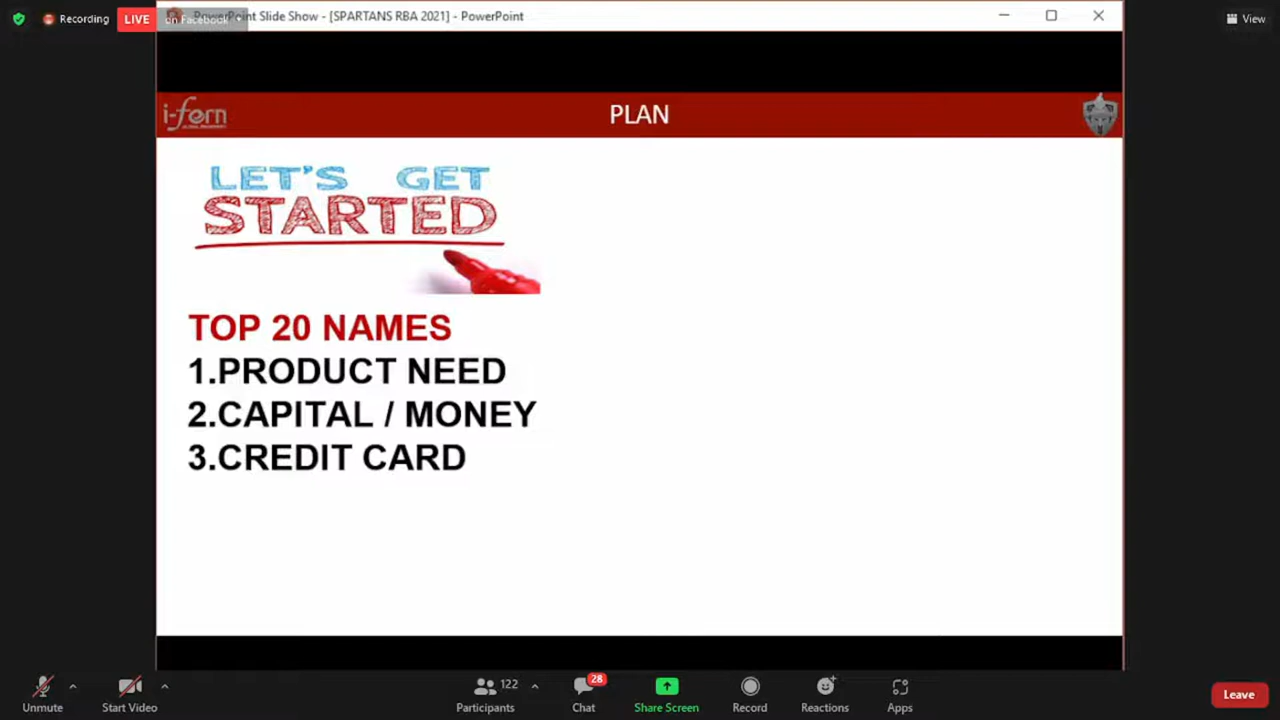 Recording
LIVE
on Facebook
PowerPoint Slide Show - [SPARTANS RBA 2021] - PowerPoint
View
i-fern
PLAN
LET'S GET
STARTED
TOP 20 NAMES
1.PRODUCT NEED
2.CAPITAL / MONEY
3.CREDIT CARD
Unmute
Start Video
122
Participants
28
Chat
Share Screen
Record
Reactions
Apps
Leave